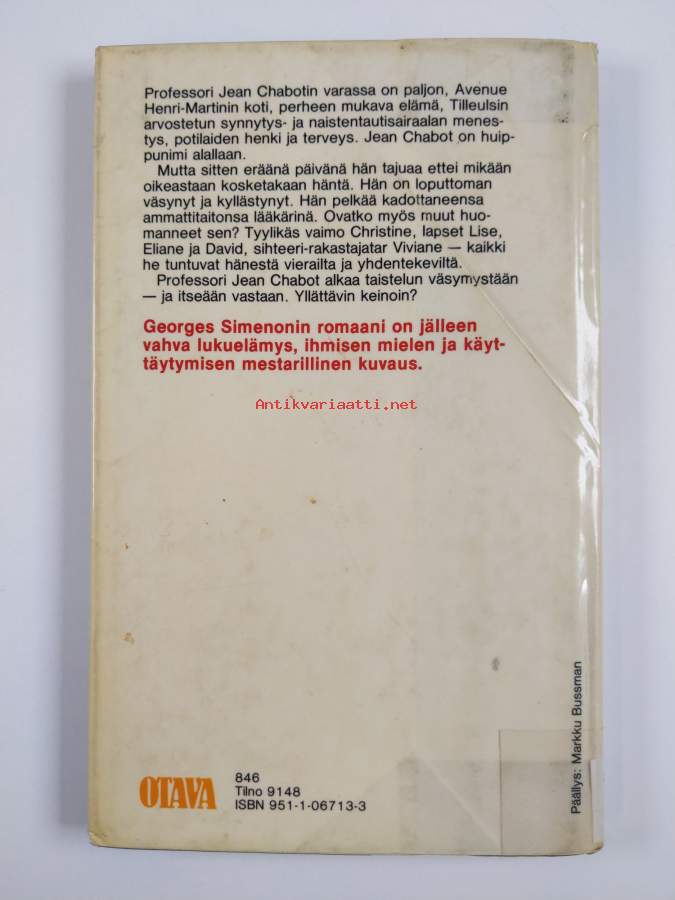 Professori Jean Chabotin varassa on paljon, Avenue
Henri-Martinin koti, perheen mukava elämä, Tilleulsin
arvostetun synnytys- ja naistentautisairaalan menes-
tys, potilaiden henki ja terveys. Jean Chabot on huip-
punimi alallaan.
Mutta sitten eräänä päivänä hän tajuaa ettei mikään
oikeastaan kosketakaan häntä. Hän on loputtoman
väsynyt ja kyllästynyt. Hän pelkää kadottaneensa
ammattitaitonsa lääkärinä. Ovatko myös muut huo-
manneet sen? Tyylikäs vaimo Christine, lapset Lise,
Eliane ja David, sihteeri-rakastajatar Viviane — kaikki
he tuntuvat hänestä vierailta ja yhdentekeviltä.
Professori Jean Chabot alkaa taistelun väsymystään
— ja itseään vastaan. Yllättävin keinoin?
Georges Simenonin romaani on jälleen
vahva lukuelämys, ihmisen mielen ja käyt-
täytymisen mestarillinen kuvaus.
Antikvariaatti.net
Päällys: Markku Bussman
OTAVA
846
Tilno 9148
ISBN 951-1-06713-3